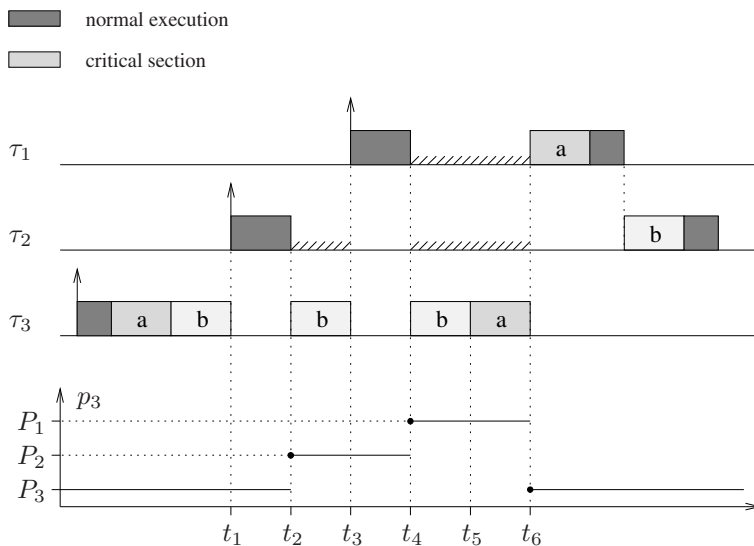 normal execution
critical section
τ1
a
τ2
b
τ3
a b b b a
p3
P1
P2
P3
t1 t2 t3 t4 t5 t6